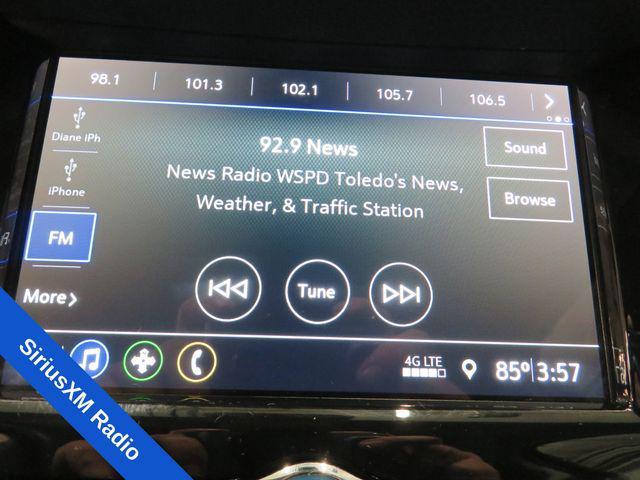 98.1 101.3 102.1 105.7 106.5
Diane iPh
iPhone
FM
More
92.9 News
News Radio WSPD Toledo's News,
Weather, & Traffic Station
Sound
Browse
Tune
4G LTE
85° 3:57
SiriusXM Radio